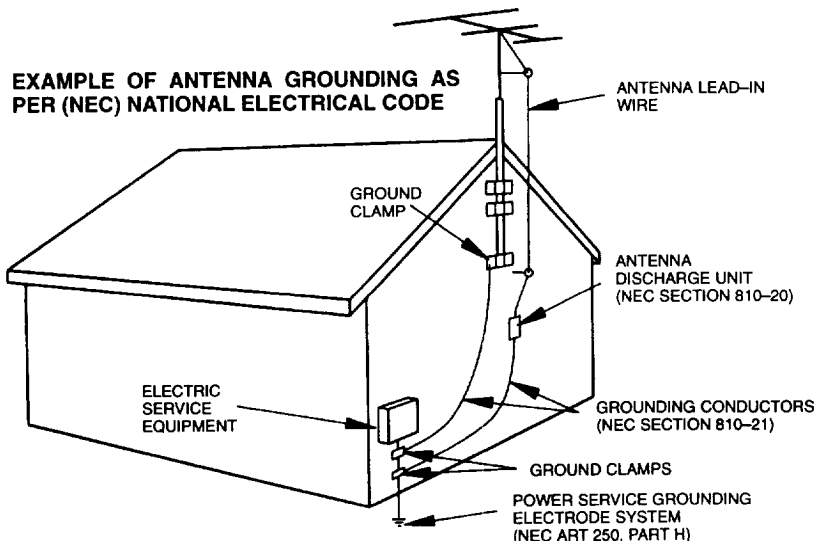 EXAMPLE OF ANTENNA GROUNDING AS
PER (NEC) NATIONAL ELECTRICAL CODE
ANTENNA LEAD–IN
WIRE
GROUND
CLAMP
ANTENNA
DISCHARGE UNIT
(NEC SECTION 810–20)
ELECTRIC
SERVICE
EQUIPMENT
GROUNDING CONDUCTORS
(NEC SECTION 810–21)
GROUND CLAMPS
POWER SERVICE GROUNDING
ELECTRODE SYSTEM
(NEC ART 250, PART H)